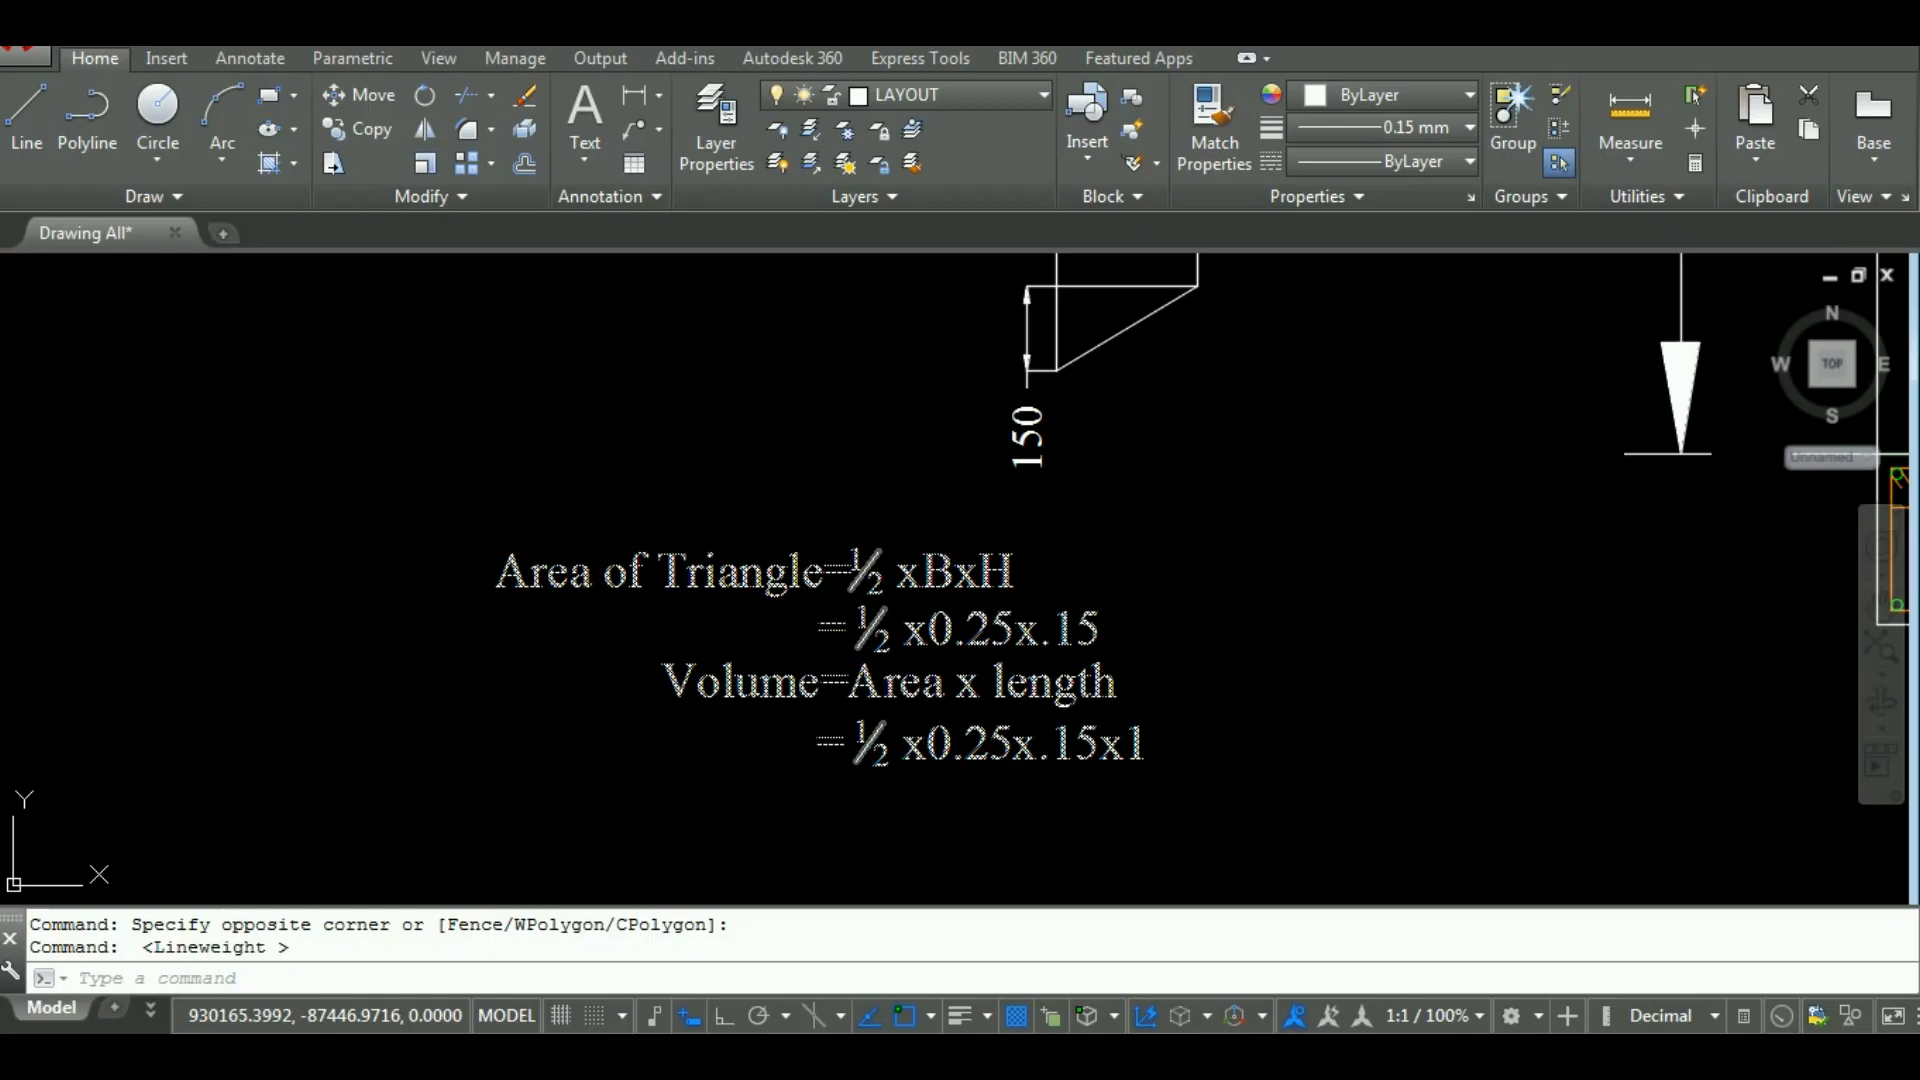 Home Insert Annotate Parametric View Manage Output Add-ins Autodesk 360 Express Tools BIM 360 Featured Apps
LAYOUT
ByLayer
Move
Copy
0.15 mm
ByLayer
Line Polyline Circle Arc
Text
Layer Properties
Insert
Match Properties
Group
Measure
Paste
Base
Draw Modify Annotation Layers Block Properties Groups Utilities Clipboard View
Drawing All*
N
W TOP E
S
Unnamed
150
Area of Triangle=½ xBxH
=½ x0.25x.15
Volume=Area x length
=½ x0.25x.15x1
Y
X
Command: Specify opposite corner or [Fence/WPolygon/CPolygon]:
Command: <Lineweight >
Type a command
Model
930165.3992, -87446.9716, 0.0000 MODEL 1:1 / 100% Decimal